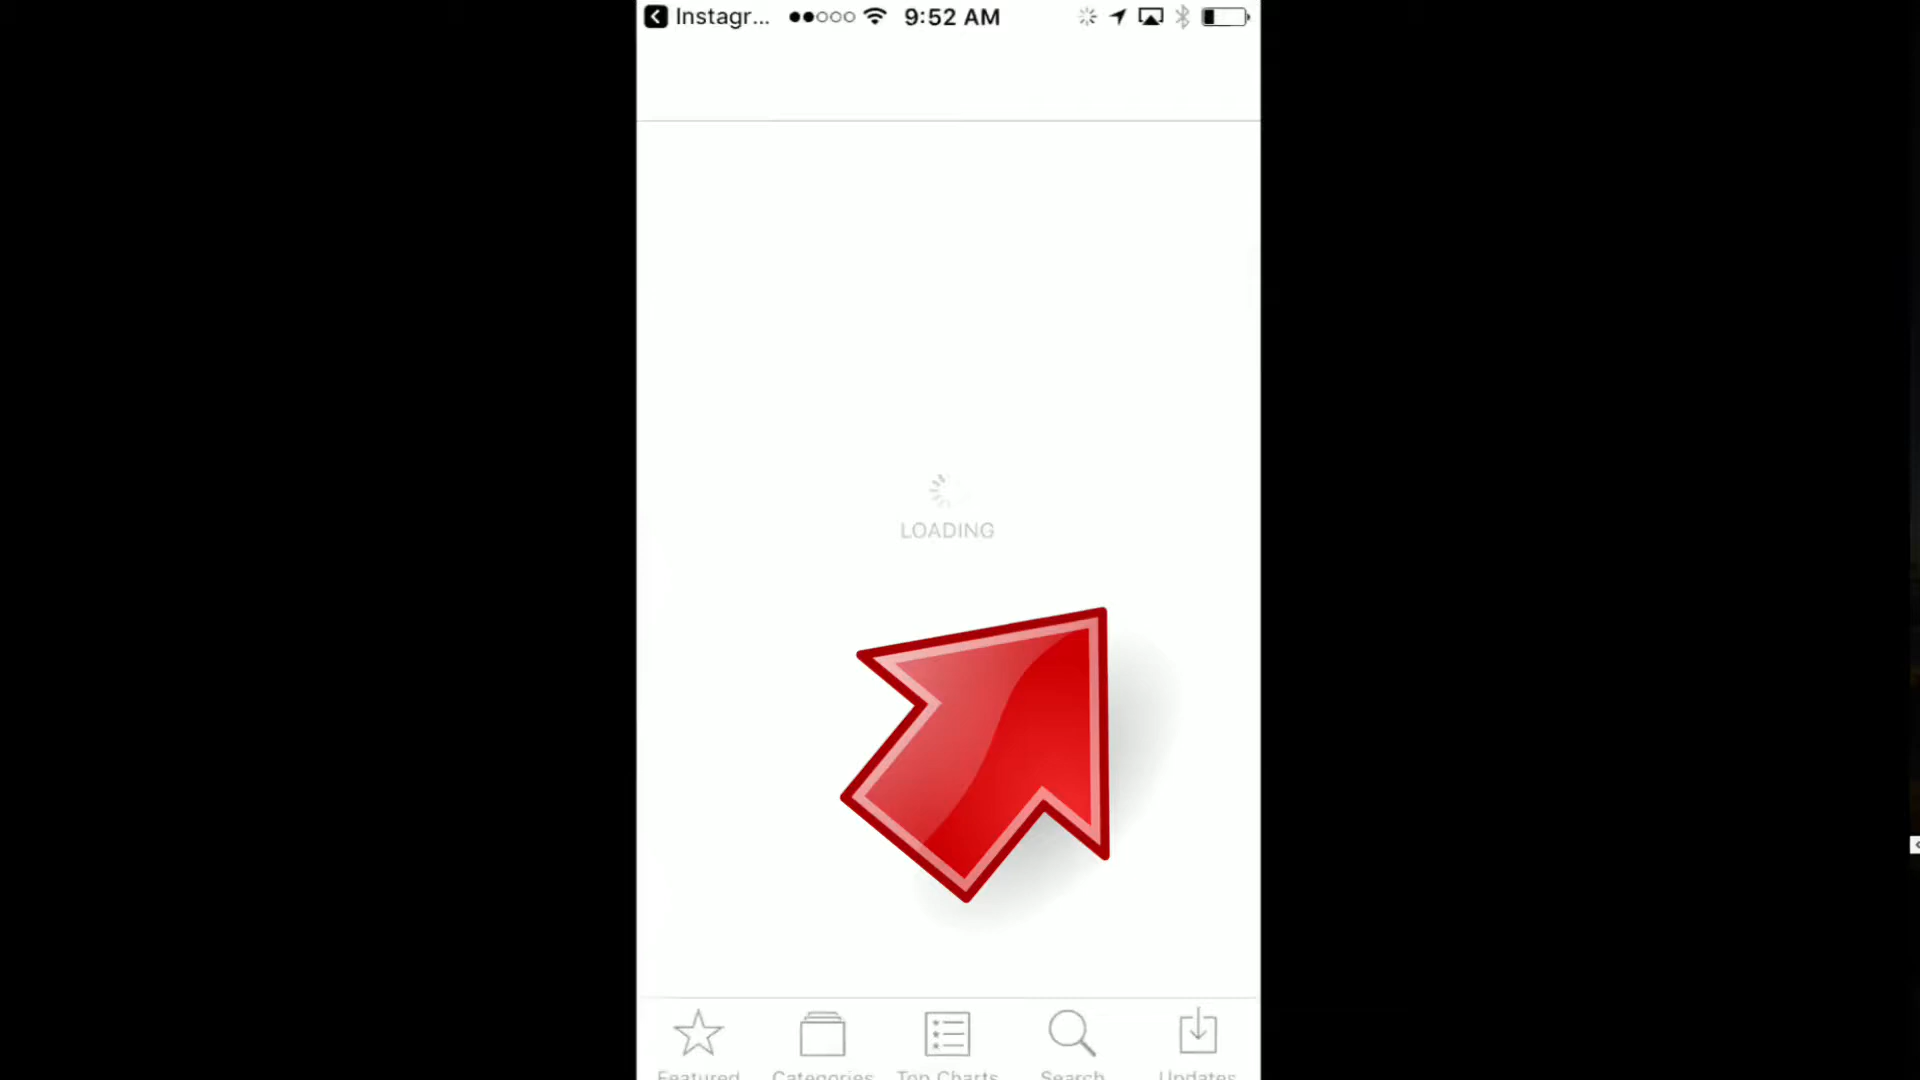 Instagr... 9:52 AM
LOADING
Featured Categories Top Charts Search Updates